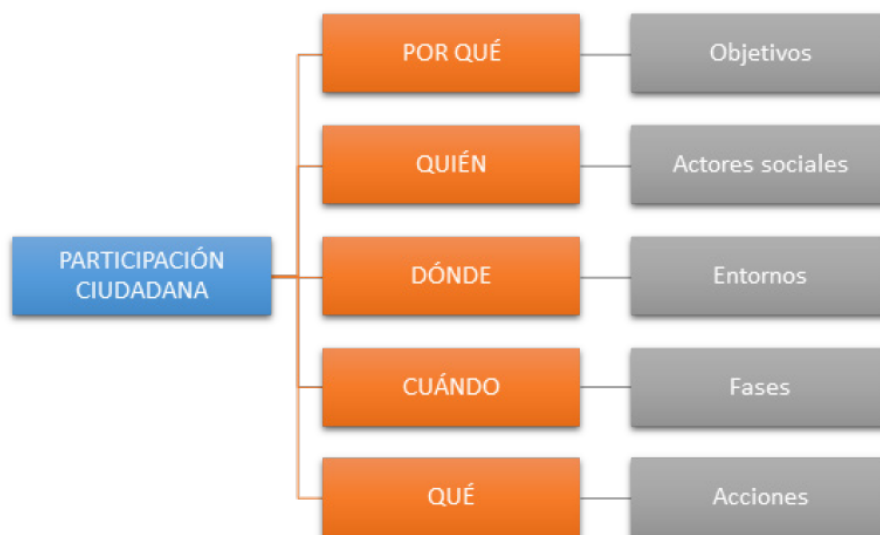 POR QUÉ
Objetivos
QUIÉN
Actores sociales
PARTICIPACIÓN
CIUDADANA
DÓNDE
Entornos
CUÁNDO
Fases
QUÉ
Acciones